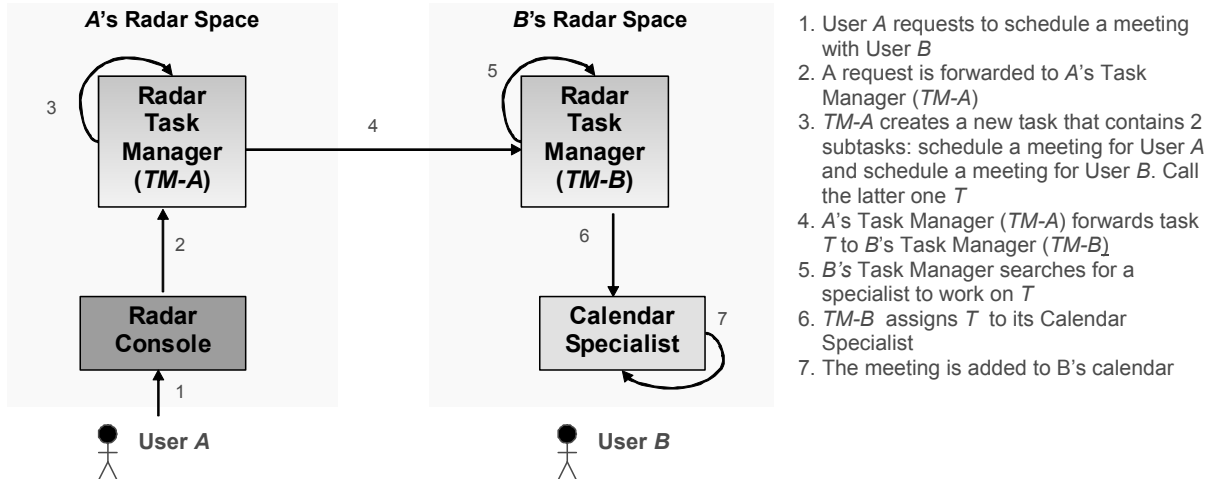 A's Radar Space
B's Radar Space
3
Radar
Task
Manager
(TM-A)
4
5
Radar
Task
Manager
(TM-B)
2
6
Radar
Console
Calendar
Specialist
7
1
User A
User B
1. User A requests to schedule a meeting
with User B
2. A request is forwarded to A's Task
Manager (TM-A)
3. TM-A creates a new task that contains 2
subtasks: schedule a meeting for User A
and schedule a meeting for User B. Call
the latter one T
4. A's Task Manager (TM-A) forwards task
T to B's Task Manager (TM-B)
5. B's Task Manager searches for a
specialist to work on T
6. TM-B assigns T to its Calendar
Specialist
7. The meeting is added to B's calendar